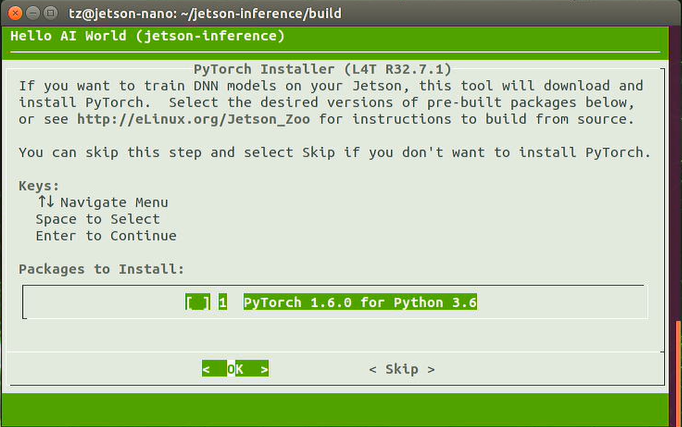 tz@jetson-nano: ~/jetson-inference/build
Hello AI World (jetson-inference)
PyTorch Installer (L4T R32.7.1)
If you want to train DNN models on your Jetson, this tool will download and
install PyTorch.  Select the desired versions of pre-built packages below,
or see http://eLinux.org/Jetson_Zoo for instructions to build from source.
You can skip this step and select Skip if you don't want to install PyTorch.
Keys:
↑↓ Navigate Menu
Space to Select
Enter to Continue
Packages to Install:
[ ] 1  PyTorch 1.6.0 for Python 3.6
<  OK  > < Skip >